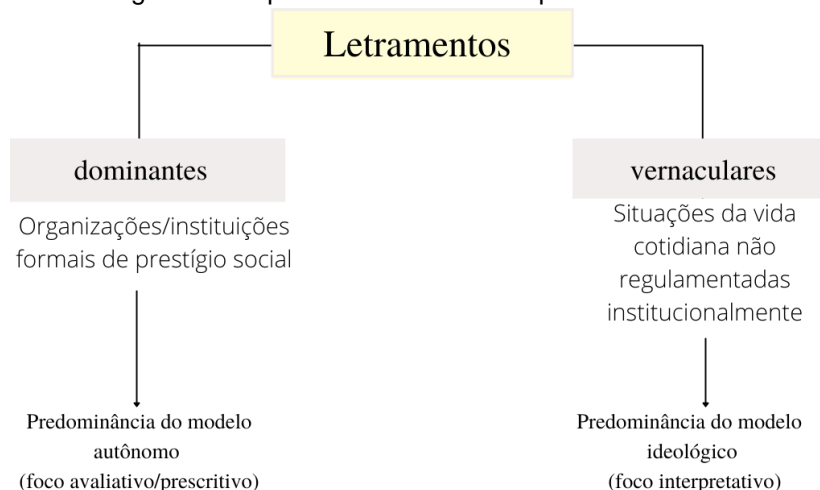 Letramentos
dominantes
Organizações/instituições
formais de prestígio social
Predominância do modelo
autônomo
(foco avaliativo/prescritivo)
vernaculares
Situações da vida
cotidiana não
regulamentadas
institucionalmente
Predominância do modelo
ideológico
(foco interpretativo)